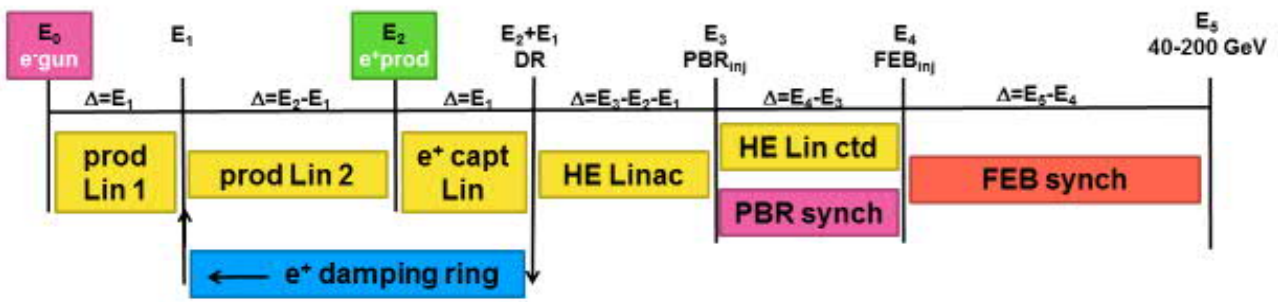 E₀
e⁻gun
E₁
E₂
e⁺prod
E₂+E₁
DR
E₃
PBRinj
E₄
FEBinj
E₅
40-200 GeV
Δ=E₁
Δ=E₂-E₁
Δ=E₁
Δ=E₃-E₂-E₁
Δ=E₄-E₃
Δ=E₅-E₄
prod
Lin 1
prod Lin 2
e⁺ capt
Lin
HE Linac
HE Lin ctd
PBR synch
FEB synch
e⁺ damping ring